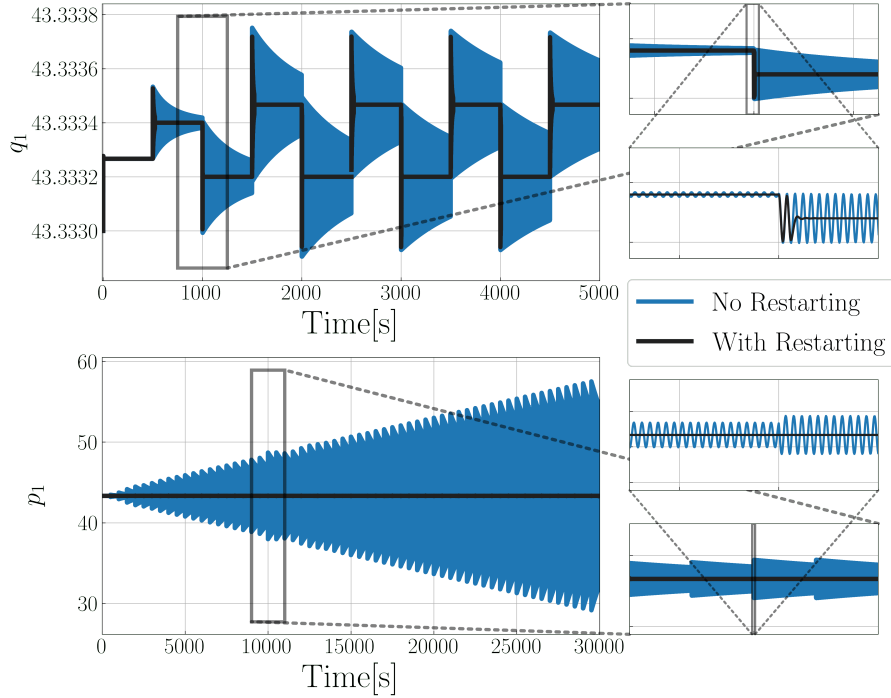 43.3338
43.3336
43.3334
43.3332
43.3330
q1
0 1000 2000 3000 4000 5000
Time[s]
No Restarting
With Restarting
60
50
40
30
p1
0 5000 10000 15000 20000 25000 30000
Time[s]